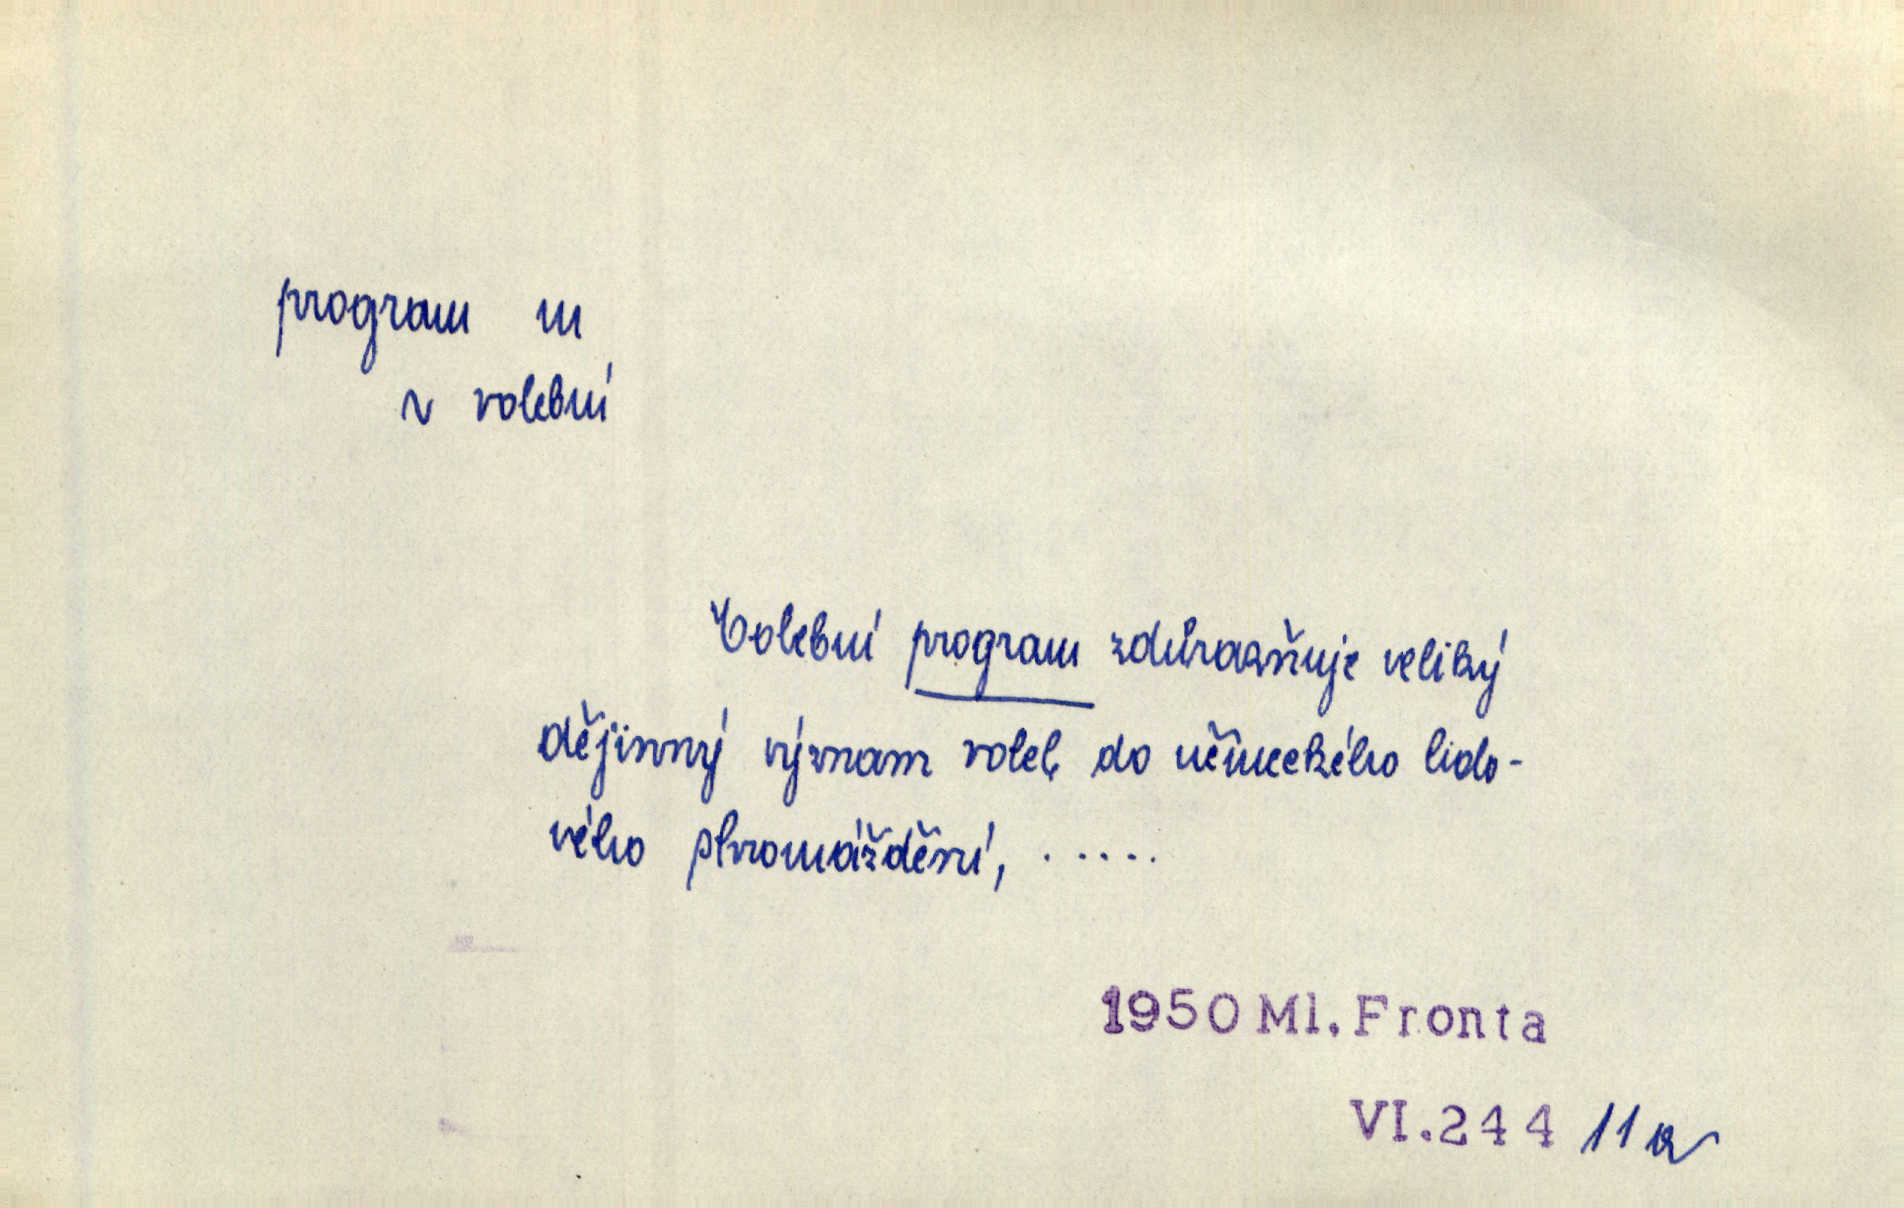 program m
v volební
Volební program zdůrazňuje veliký
dějinný význam voleb do německého lido-
vého shromáždění, .....
1950 Ml. Fronta
VI.244 11